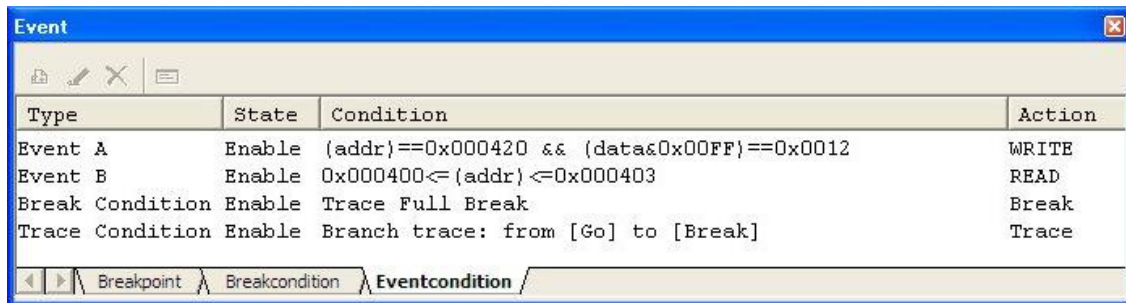 Event
Type State Condition Action
Event A Enable (addr)==0x000420 && (data&0x00FF)==0x0012 WRITE
Event B Enable 0x000400<=(addr)<=0x000403 READ
Break Condition Enable Trace Full Break Break
Trace Condition Enable Branch trace: from [Go] to [Break] Trace
Breakpoint Breakcondition Eventcondition